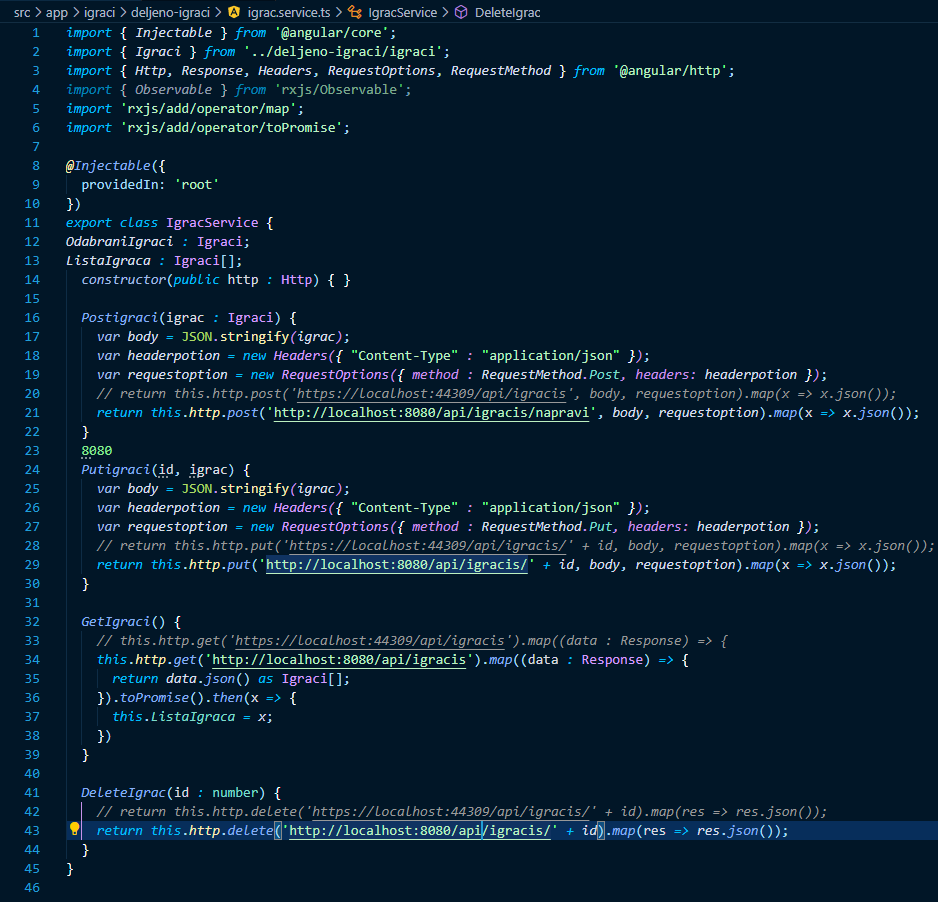 src > app > igraci > deljeno-igraci > igrac.service.ts > IgracService > DeleteIgrac
1 import { Injectable } from '@angular/core';
2 import { Igraci } from '../deljeno-igraci/igraci';
3 import { Http, Response, Headers, RequestOptions, RequestMethod } from '@angular/http';
4 import { Observable } from 'rxjs/Observable';
5 import 'rxjs/add/operator/map';
6 import 'rxjs/add/operator/toPromise';
7
8 @Injectable({
9   providedIn: 'root'
10 })
11 export class IgracService {
12 OdabraniIgraci : Igraci;
13 ListaIgraca : Igraci[];
14   constructor(public http : Http) { }
15
16   Postigraci(igrac : Igraci) {
17     var body = JSON.stringify(igrac);
18     var headerpotion = new Headers({ "Content-Type" : "application/json" });
19     var requestoption = new RequestOptions({ method : RequestMethod.Post, headers: headerpotion });
20     // return this.http.post('https://localhost:44309/api/igracis', body, requestoption).map(x => x.json());
21     return this.http.post('http://localhost:8080/api/igracis/napravi', body, requestoption).map(x => x.json());
22   }
23   8080
24   Putigraci(id, igrac) {
25     var body = JSON.stringify(igrac);
26     var headerpotion = new Headers({ "Content-Type" : "application/json" });
27     var requestoption = new RequestOptions({ method : RequestMethod.Put, headers: headerpotion });
28     // return this.http.put('https://localhost:44309/api/igracis/' + id, body, requestoption).map(x => x.json());
29     return this.http.put('http://localhost:8080/api/igracis/' + id, body, requestoption).map(x => x.json());
30   }
31
32   GetIgraci() {
33     // this.http.get('https://localhost:44309/api/igracis').map((data : Response) => {
34     this.http.get('http://localhost:8080/api/igracis').map((data : Response) => {
35       return data.json() as Igraci[];
36     }).toPromise().then(x => {
37       this.ListaIgraca = x;
38     })
39   }
40
41   DeleteIgrac(id : number) {
42     // return this.http.delete('https://localhost:44309/api/igracis/' + id).map(res => res.json());
43     return this.http.delete('http://localhost:8080/api/igracis/' + id).map(res => res.json());
44   }
45 }
46